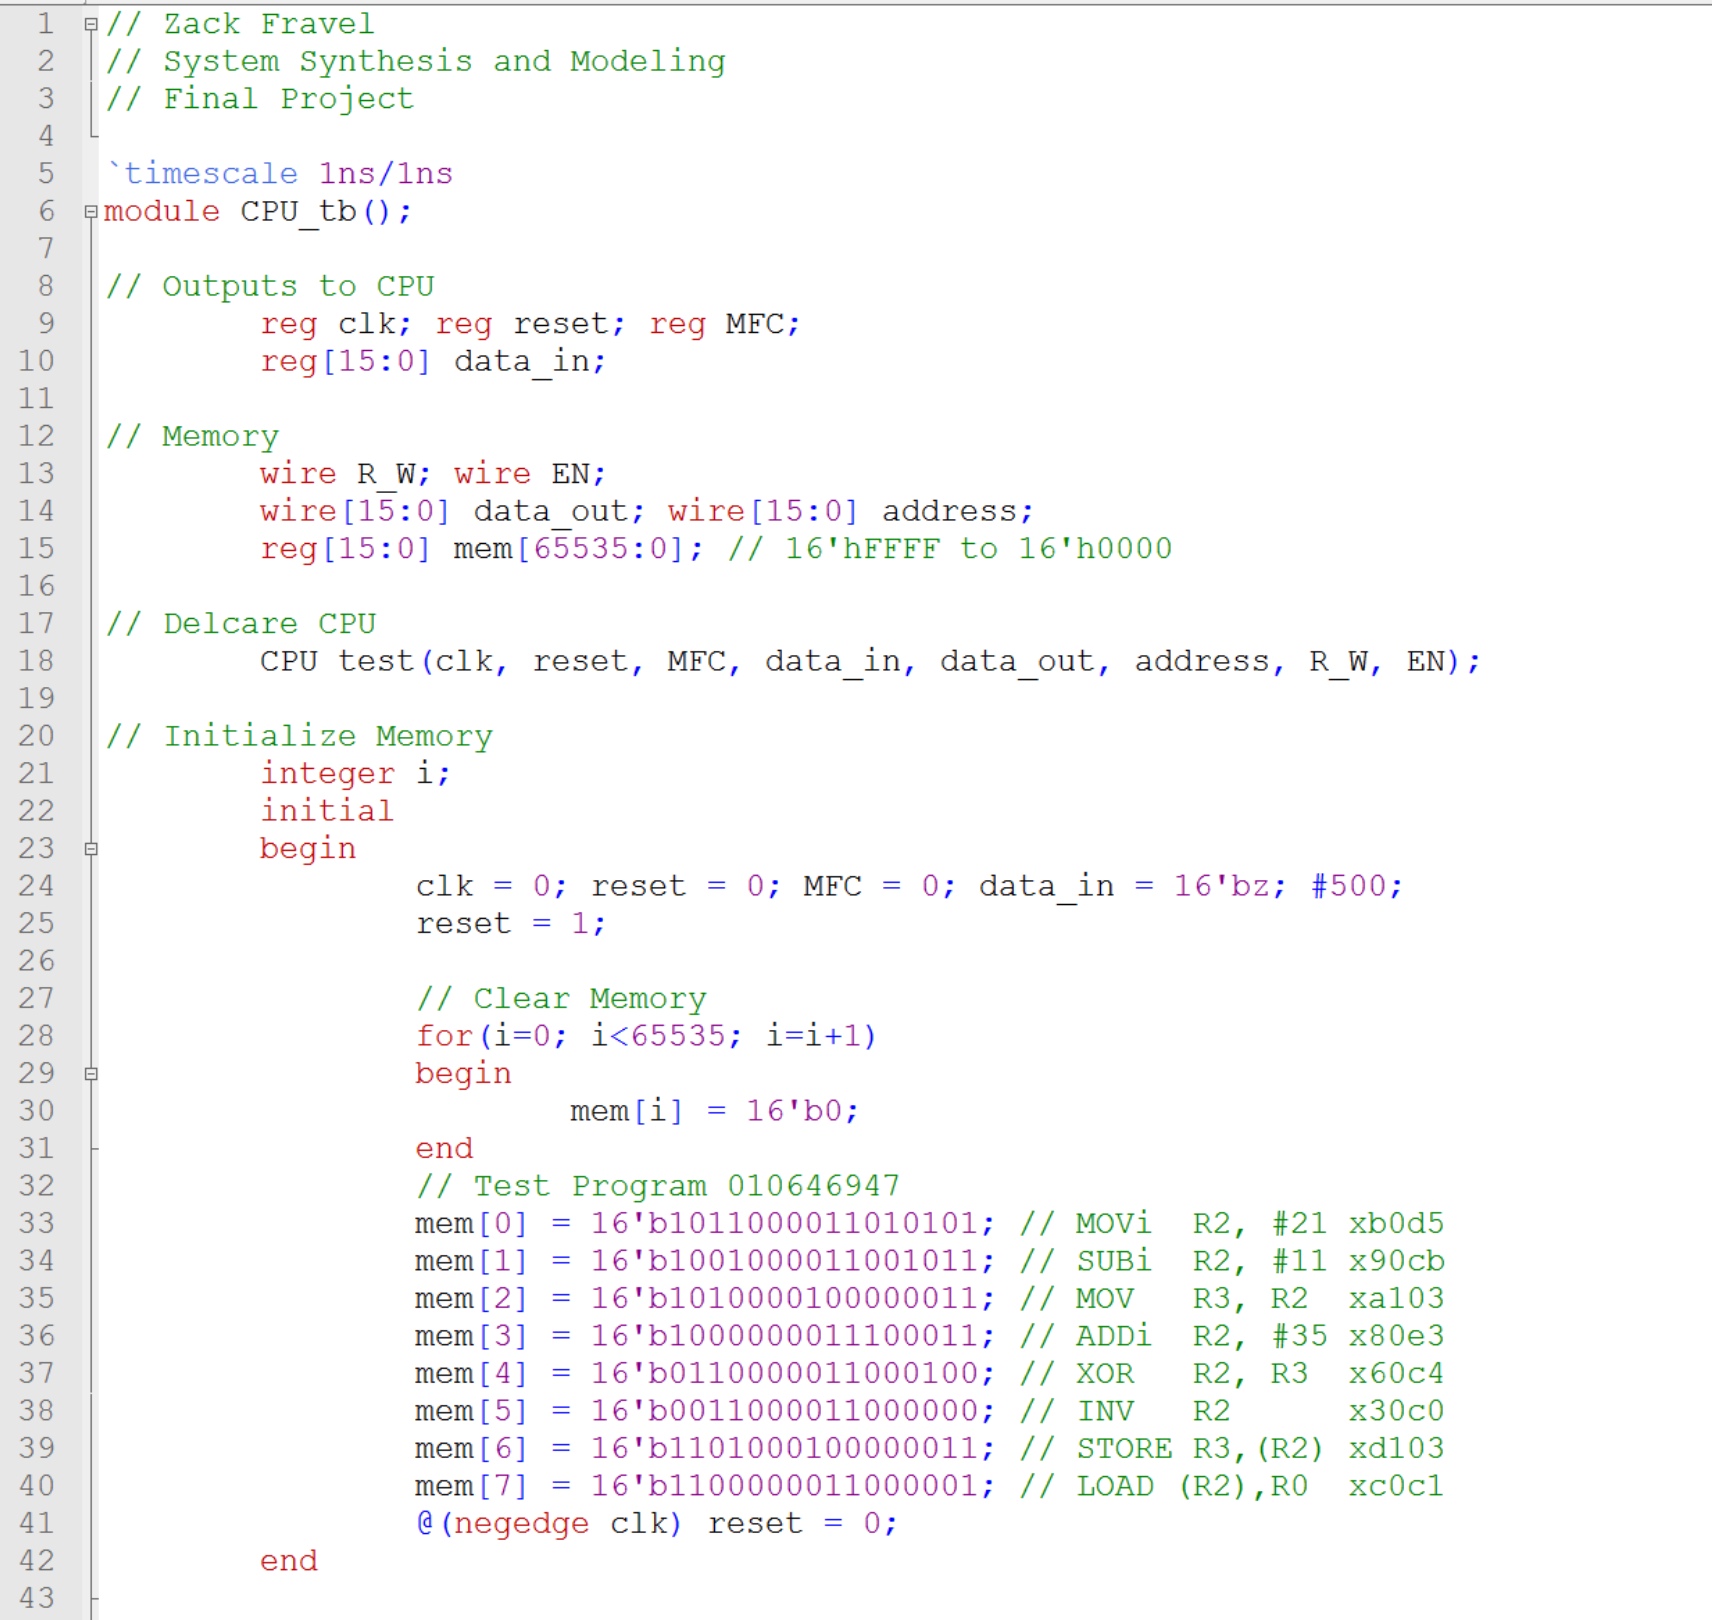 1 // Zack Fravel
2 // System Synthesis and Modeling
3 // Final Project
4
5 `timescale 1ns/1ns
6 module CPU_tb();
7
8 // Outputs to CPU
9 reg clk; reg reset; reg MFC;
10 reg[15:0] data_in;
11
12 // Memory
13 wire R_W; wire EN;
14 wire[15:0] data_out; wire[15:0] address;
15 reg[15:0] mem[65535:0]; // 16'hFFFF to 16'h0000
16
17 // Delcare CPU
18 CPU test(clk, reset, MFC, data_in, data_out, address, R_W, EN);
19
20 // Initialize Memory
21 integer i;
22 initial
23 begin
24 clk = 0; reset = 0; MFC = 0; data_in = 16'bz; #500;
25 reset = 1;
26
27 // Clear Memory
28 for(i=0; i<65535; i=i+1)
29 begin
30 mem[i] = 16'b0;
31 end
32 // Test Program 010646947
33 mem[0] = 16'b1011000011010101; // MOVi R2, #21 xb0d5
34 mem[1] = 16'b1001000011001011; // SUBi R2, #11 x90cb
35 mem[2] = 16'b1010000100000011; // MOV R3, R2 xa103
36 mem[3] = 16'b1000000011100011; // ADDi R2, #35 x80e3
37 mem[4] = 16'b0110000011000100; // XOR R2, R3 x60c4
38 mem[5] = 16'b0011000011000000; // INV R2 x30c0
39 mem[6] = 16'b1101000100000011; // STORE R3,(R2) xd103
40 mem[7] = 16'b1100000011000001; // LOAD (R2),R0 xc0c1
41 @(negedge clk) reset = 0;
42 end
43